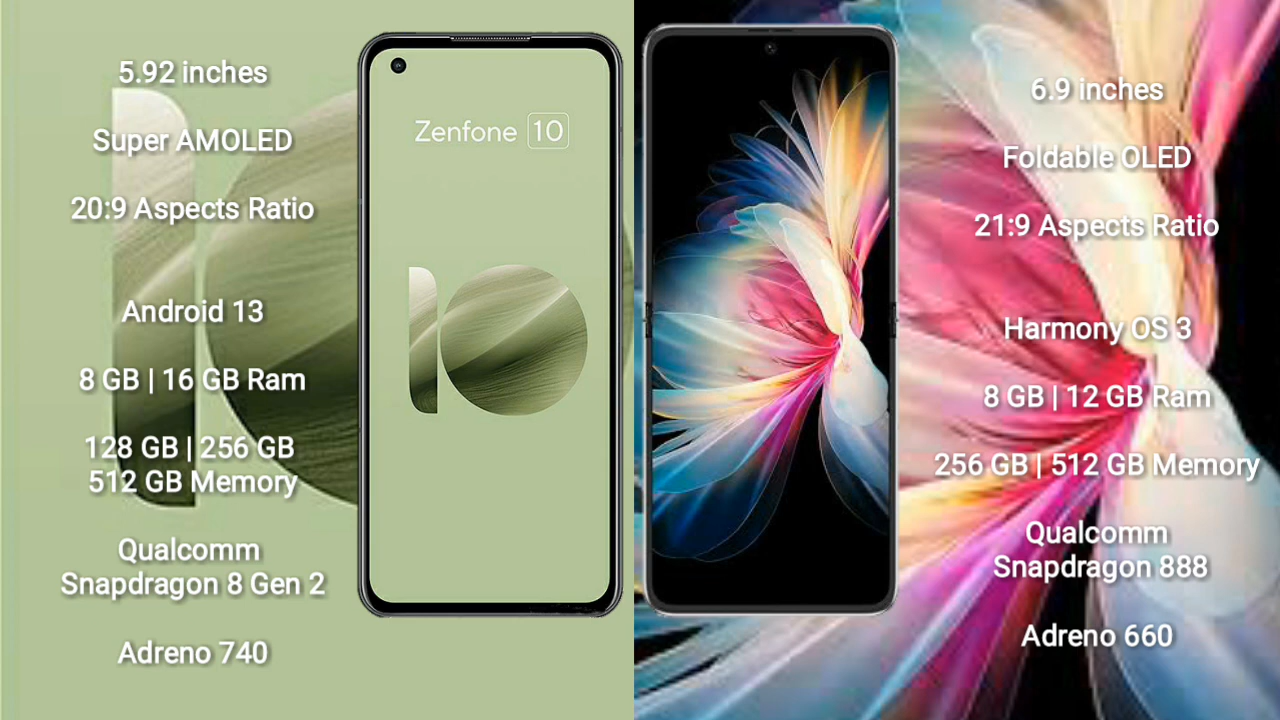 5.92 inches
Super AMOLED
20:9 Aspects Ratio
Android 13
8 GB | 16 GB Ram
128 GB | 256 GB
512 GB Memory
Qualcomm
Snapdragon 8 Gen 2
Adreno 740
Zenfone 10
10
6.9 inches
Foldable OLED
21:9 Aspects Ratio
Harmony OS 3
8 GB | 12 GB Ram
256 GB | 512 GB Memory
Qualcomm
Snapdragon 888
Adreno 660